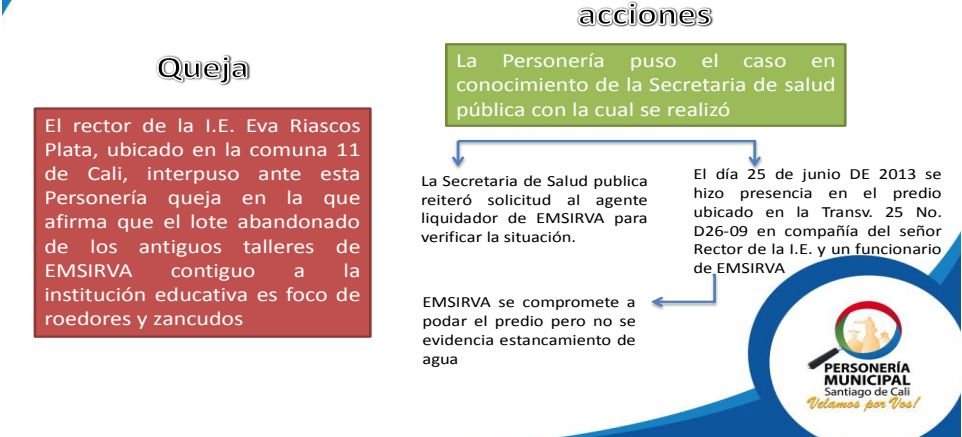 Queja
El rector de la I.E. Eva Riascos
Plata, ubicado en la comuna 11
de Cali, interpuso ante esta
Personería queja en la que
afirma que el lote abandonado
de los antiguos talleres de
EMSIRVA contiguo a la
institución educativa es foco de
roedores y zancudos
acciones
La Personería puso el caso en
conocimiento de la Secretaria de salud
pública con la cual se realizó
La Secretaria de Salud publica
reiteró solicitud al agente
liquidador de EMSIRVA para
verificar la situación.
El día 25 de junio DE 2013 se
hizo presencia en el predio
ubicado en la Transv. 25 No.
D26-09 en compañía del señor
Rector de la I.E. y un funcionario
de EMSIRVA
EMSIRVA se compromete a
podar el predio pero no se
evidencia estancamiento de
agua
PERSONERÍA
MUNICIPAL
Santiago de Cali
Velamos por Vos!